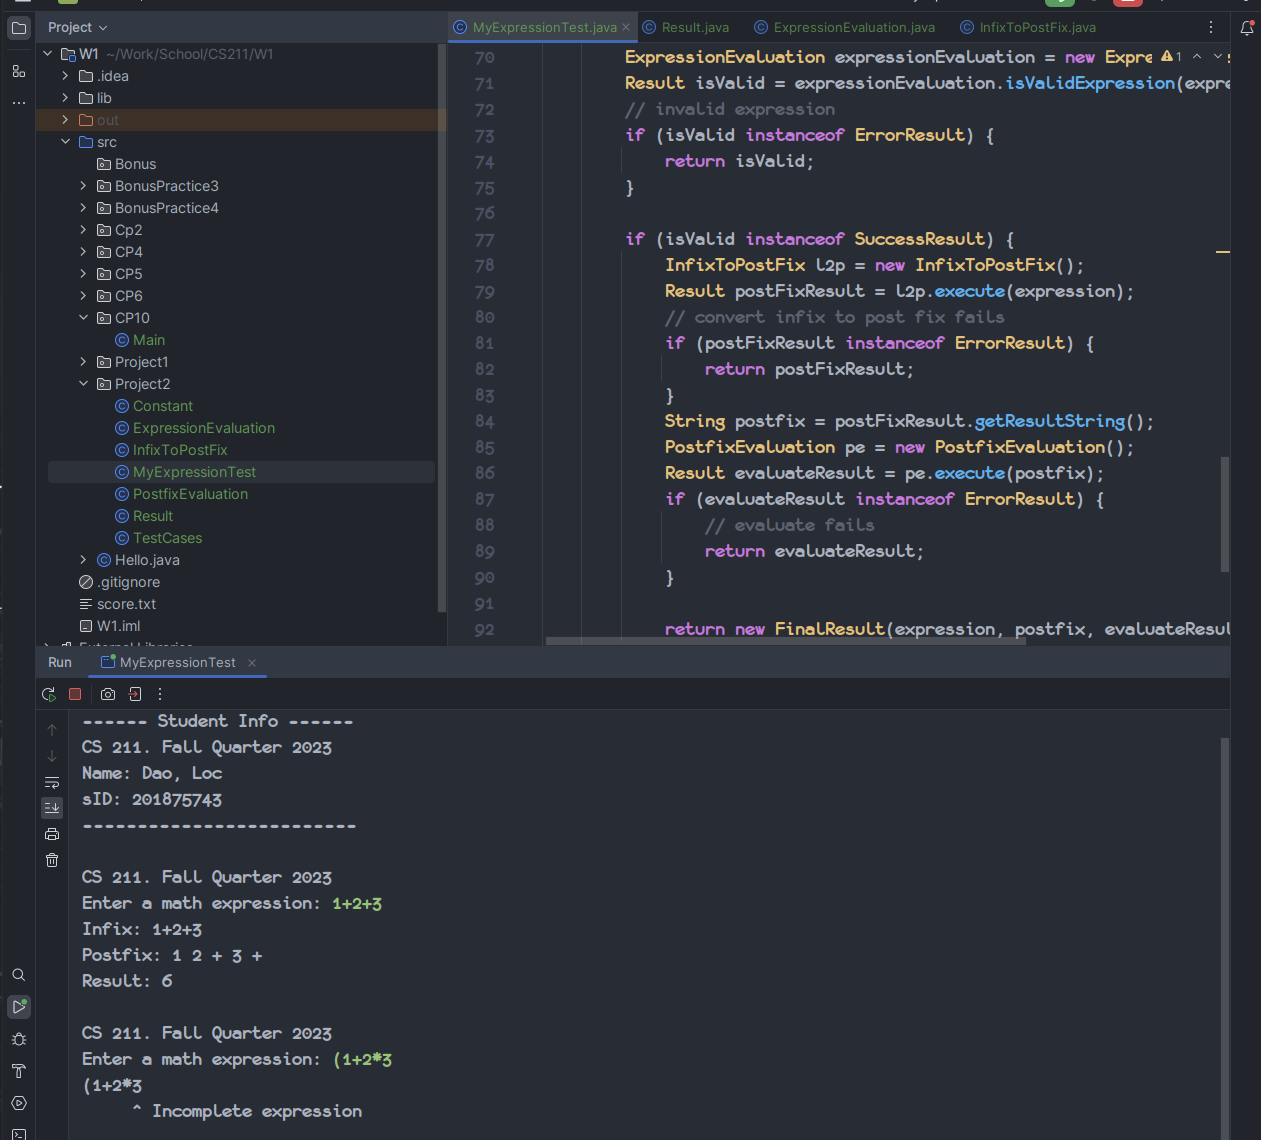 Project
W1 ~/Work/School/CS211/W1
.idea
lib
out
src
Bonus
BonusPractice3
BonusPractice4
Cp2
CP4
CP5
CP6
CP10
Main
Project1
Project2
Constant
ExpressionEvaluation
InfixToPostFix
MyExpressionTest
PostfixEvaluation
Result
TestCases
Hello.java
.gitignore
score.txt
W1.iml
MyExpressionTest.java
Result.java
ExpressionEvaluation.java
InfixToPostFix.java
1
70 ExpressionEvaluation expressionEvaluation = new Expre
71 Result isValid = expressionEvaluation.isValidExpression(expre
72 // invalid expression
73 if (isValid instanceof ErrorResult) {
74 return isValid;
75 }
76
77 if (isValid instanceof SuccessResult) {
78 InfixToPostFix l2p = new InfixToPostFix();
79 Result postFixResult = l2p.execute(expression);
80 // convert infix to post fix fails
81 if (postFixResult instanceof ErrorResult) {
82 return postFixResult;
83 }
84 String postfix = postFixResult.getResultString();
85 PostfixEvaluation pe = new PostfixEvaluation();
86 Result evaluateResult = pe.execute(postfix);
87 if (evaluateResult instanceof ErrorResult) {
88 // evaluate fails
89 return evaluateResult;
90 }
91
92 return new FinalResult(expression, postfix, evaluateResul
Run MyExpressionTest
------ Student Info ------
CS 211. Fall Quarter 2023
Name: Dao, Loc
sID: 201875743
-------------------------
CS 211. Fall Quarter 2023
Enter a math expression: 1+2+3
Infix: 1+2+3
Postfix: 1 2 + 3 +
Result: 6
CS 211. Fall Quarter 2023
Enter a math expression: (1+2*3
(1+2*3
^ Incomplete expression